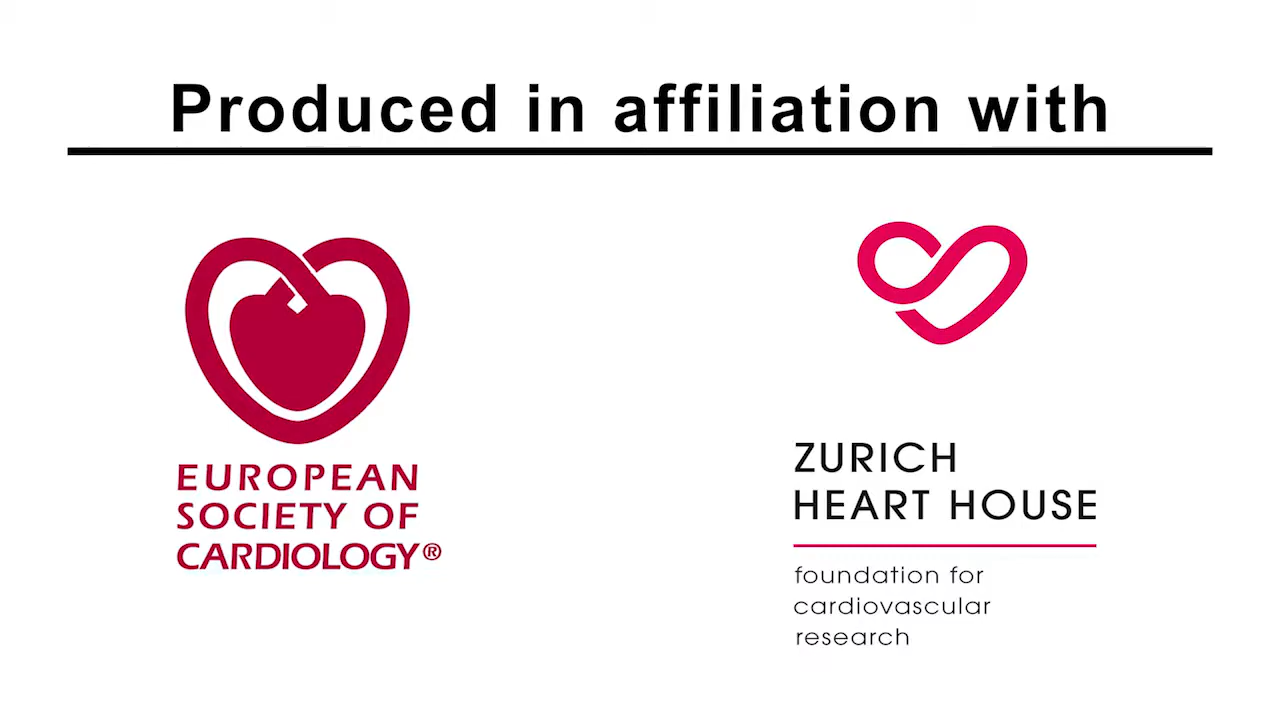 Produced in affiliation with
EUROPEAN
SOCIETY OF
CARDIOLOGY®
ZURICH
HEART HOUSE
foundation for
cardiovascular
research